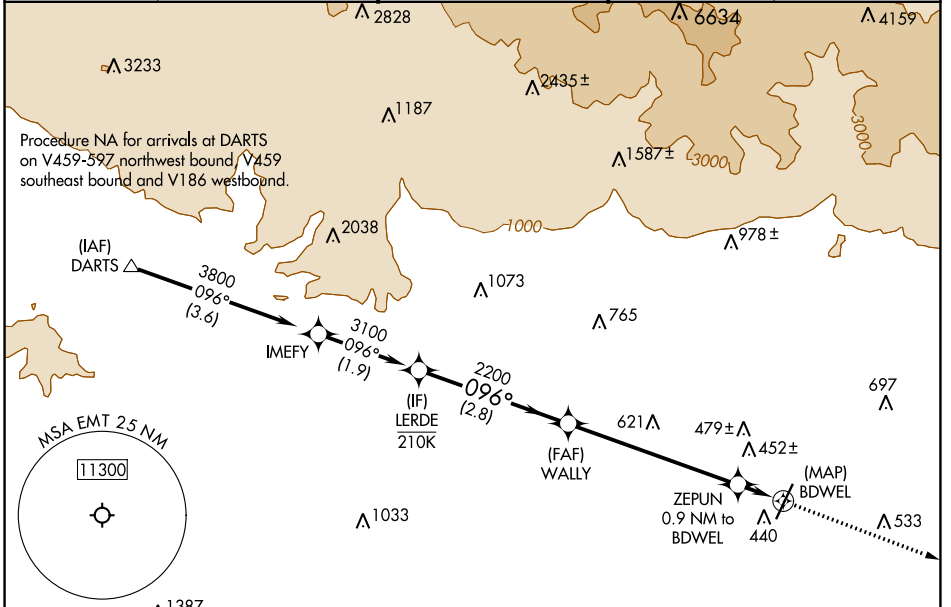 2828
6634
4159
3233
2435±
1187
3000
Procedure NA for arrivals at DARTS
on V459-597 northwest bound, V459
southeast bound and V186 westbound.
1587±
3000
2038
1000
978±
(IAF)
DARTS
3800
096°
(3.6)
1073
765
IMEFY
3100
096°
(1.9)
2200
096°
(2.8)
(IF)
LERDE
210K
697
MSA EMT 25 NM
11300
621
479±
452±
(FAF)
WALLY
(MAP)
BDWEL
ZEPUN
0.9 NM to
BDWEL
440
533
1033
1387